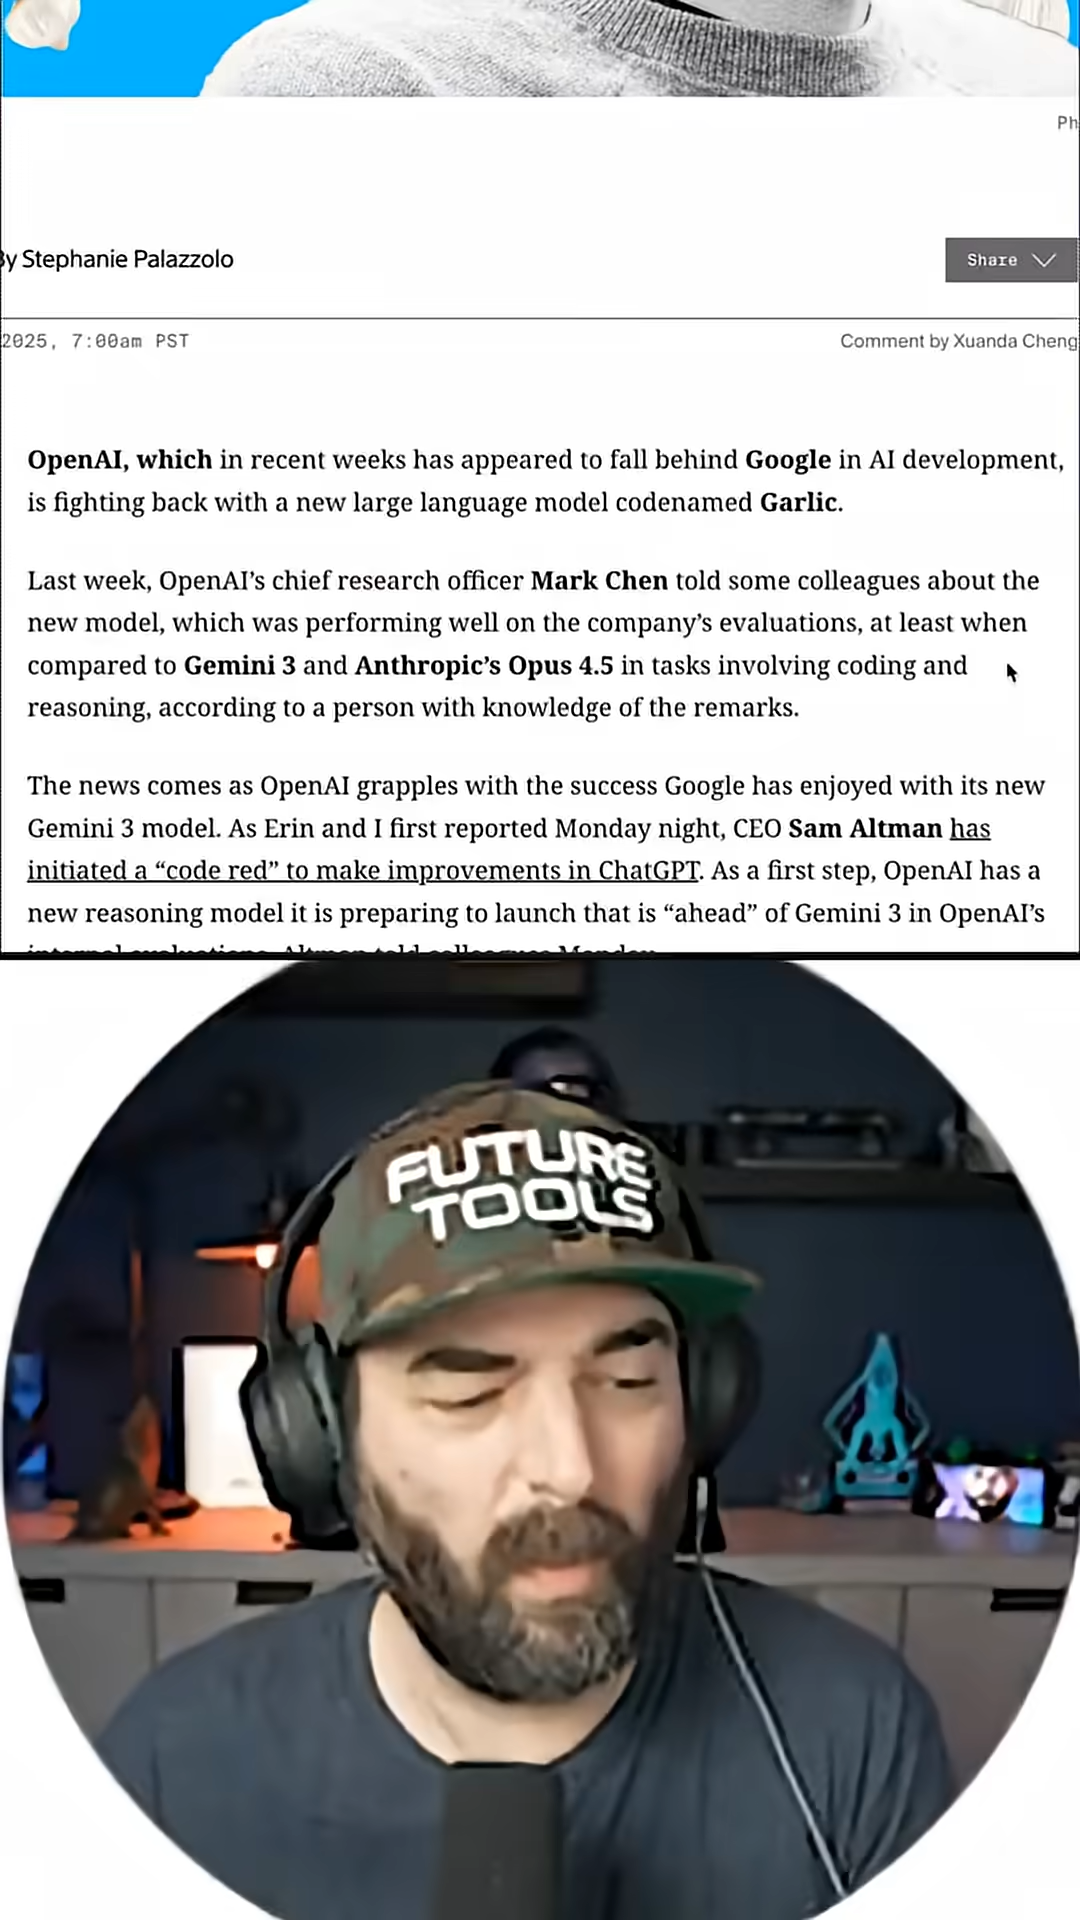 Ph
By Stephanie Palazzolo
Share
2025, 7:00am PST
Comment by Xuanda Cheng
OpenAI, which in recent weeks has appeared to fall behind Google in AI development,
is fighting back with a new large language model codenamed Garlic.
Last week, OpenAI’s chief research officer Mark Chen told some colleagues about the
new model, which was performing well on the company’s evaluations, at least when
compared to Gemini 3 and Anthropic’s Opus 4.5 in tasks involving coding and
reasoning, according to a person with knowledge of the remarks.
The news comes as OpenAI grapples with the success Google has enjoyed with its new
Gemini 3 model. As Erin and I first reported Monday night, CEO Sam Altman has
initiated a “code red” to make improvements in ChatGPT. As a first step, OpenAI has a
new reasoning model it is preparing to launch that is “ahead” of Gemini 3 in OpenAI’s
internal evaluations, Altman told colleagues Monday.
FUTURE
TOOLS